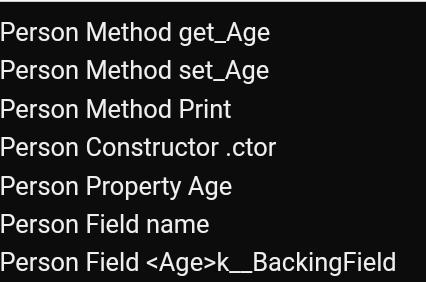 Person Method get_Age
Person Method set_Age
Person Method Print
Person Constructor .ctor
Person Property Age
Person Field name
Person Field <Age>k__BackingField